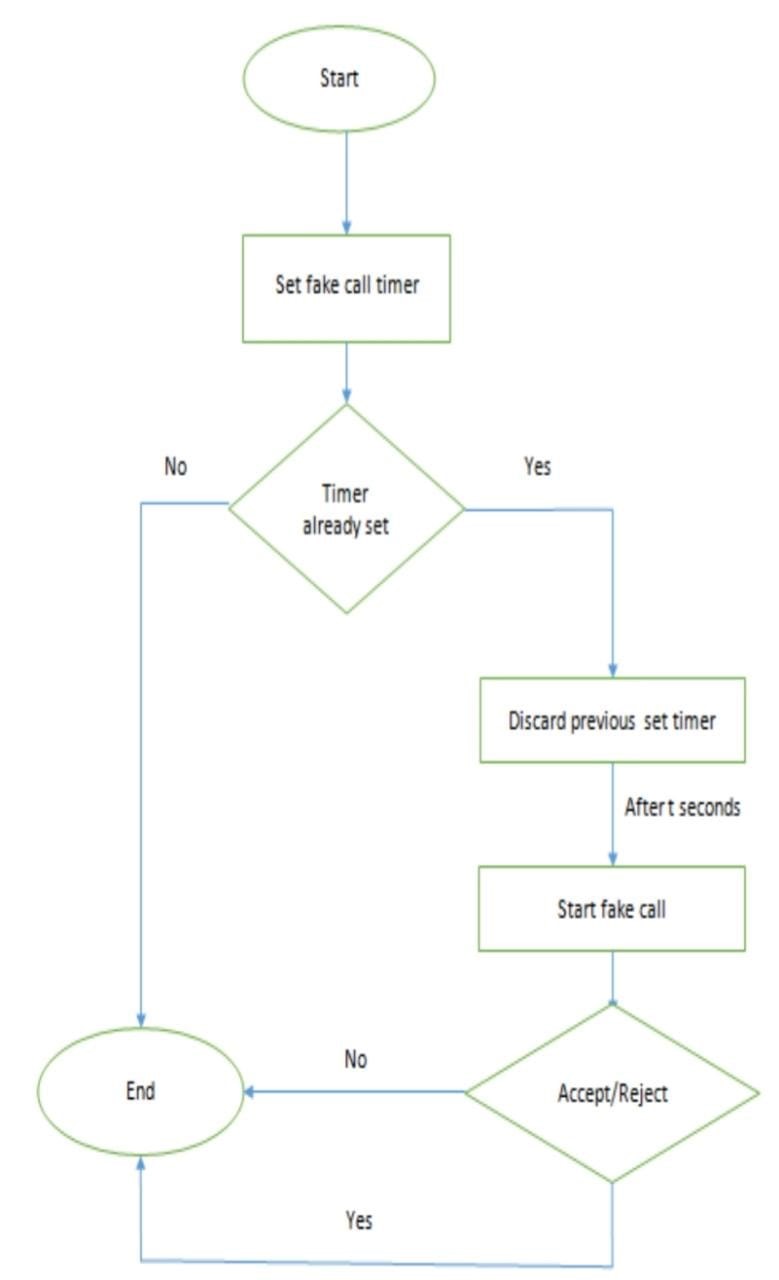 Start
Set fake call timer
No
Yes
Timer
already set
Discard previous set timer
After t seconds
Start fake call
No
End
Accept/Reject
Yes